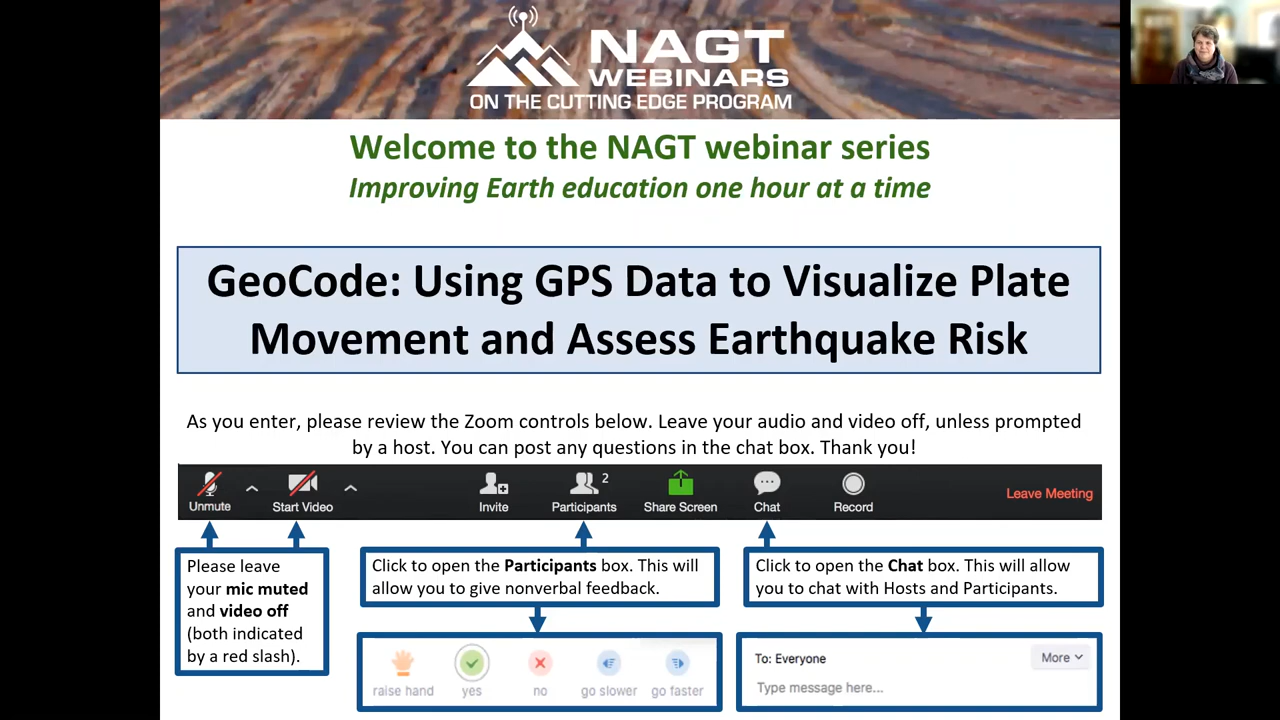 NAGT
WEBINARS
ON THE CUTTING EDGE PROGRAM
Welcome to the NAGT webinar series
Improving Earth education one hour at a time
GeoCode: Using GPS Data to Visualize Plate
Movement and Assess Earthquake Risk
As you enter, please review the Zoom controls below. Leave your audio and video off, unless prompted
by a host. You can post any questions in the chat box. Thank you!
Unmute
Start Video
Invite
2
Participants
Share Screen
Chat
Record
Leave Meeting
Please leave
your mic muted
and video off
(both indicated
by a red slash).
Click to open the Participants box. This will
allow you to give nonverbal feedback.
Click to open the Chat box. This will allow
you to chat with Hosts and Participants.
raise hand
yes
no
go slower
go faster
To: Everyone
More
Type message here...